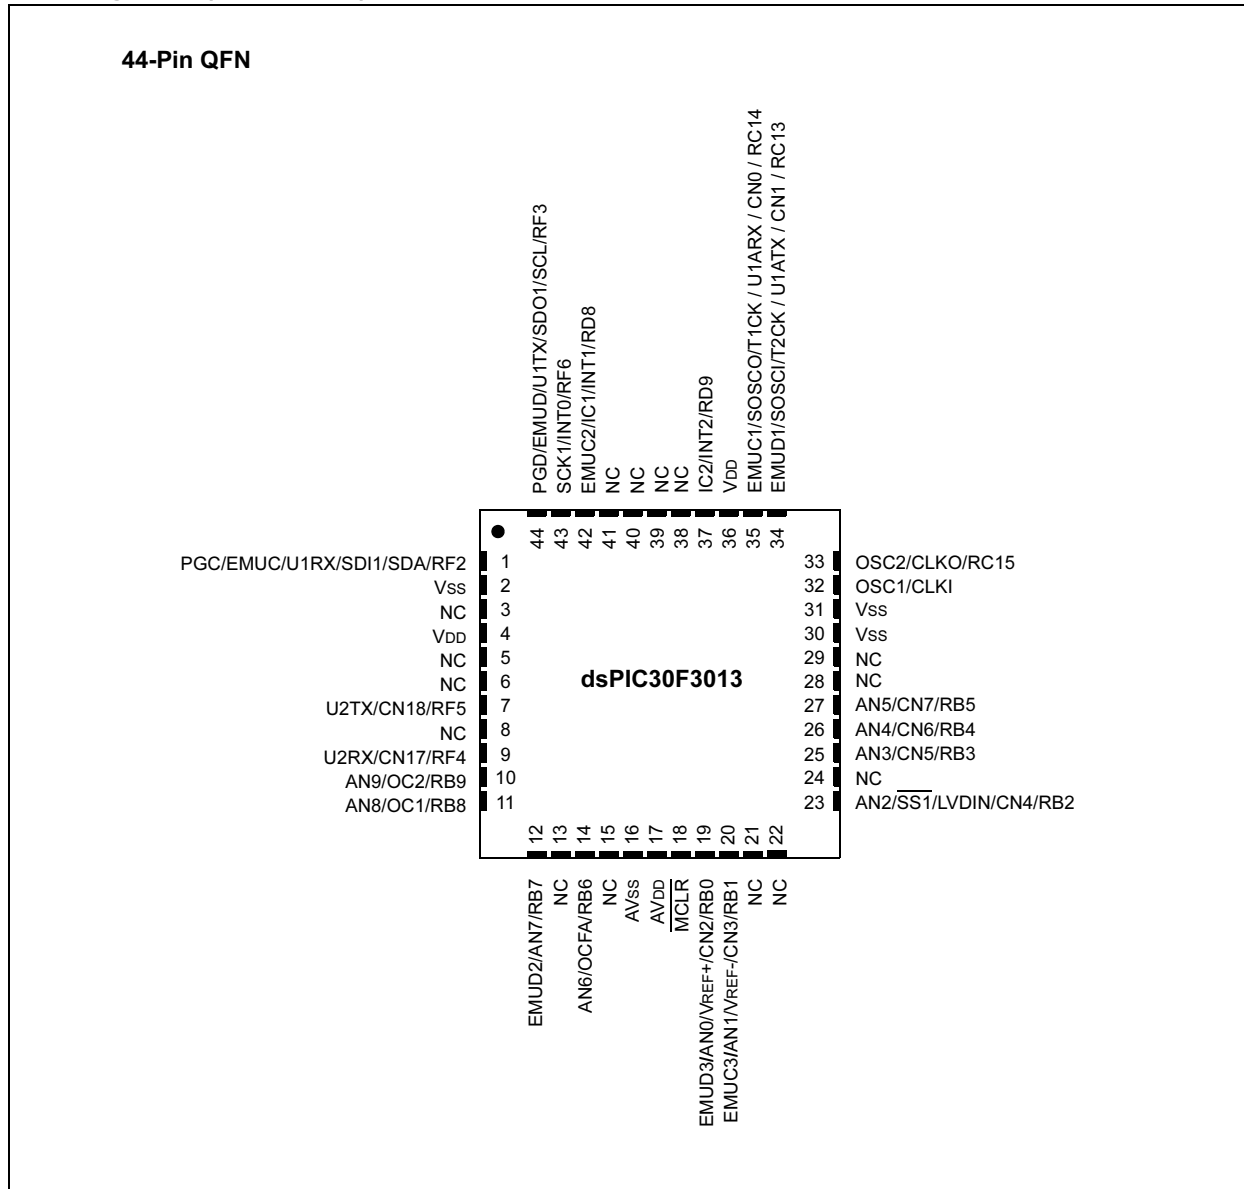 44-Pin QFN
PGD/EMUD/U1TX/SDO1/SCL/RF3
SCK1/INT0/RF6
EMUC2/IC1/INT1/RD8
NC
NC
NC
NC
IC2/INT2/RD9
VDD
EMUC1/SOSCO/T1CK / U1ARX / CN0 / RC14
EMUD1/SOSCI/T2CK / U1ATX / CN1 / RC13
44 43 42 41 40 39 38 37 36 35 34
PGC/EMUC/U1RX/SDI1/SDA/RF2 1
VSS 2
NC 3
VDD 4
NC 5
NC 6
U2TX/CN18/RF5 7
NC 8
U2RX/CN17/RF4 9
AN9/OC2/RB9 10
AN8/OC1/RB8 11
dsPIC30F3013
33 OSC2/CLKO/RC15
32 OSC1/CLKI
31 VSS
30 VSS
29 NC
28 NC
27 AN5/CN7/RB5
26 AN4/CN6/RB4
25 AN3/CN5/RB3
24 NC
23 AN2/SS1/LVDIN/CN4/RB2
12 13 14 15 16 17 18 19 20 21 22
EMUD2/AN7/RB7
NC
AN6/OCFA/RB6
NC
AVSS
AVDD
MCLR
EMUD3/AN0/VREF+/CN2/RB0
EMUC3/AN1/VREF-/CN3/RB1
NC
NC